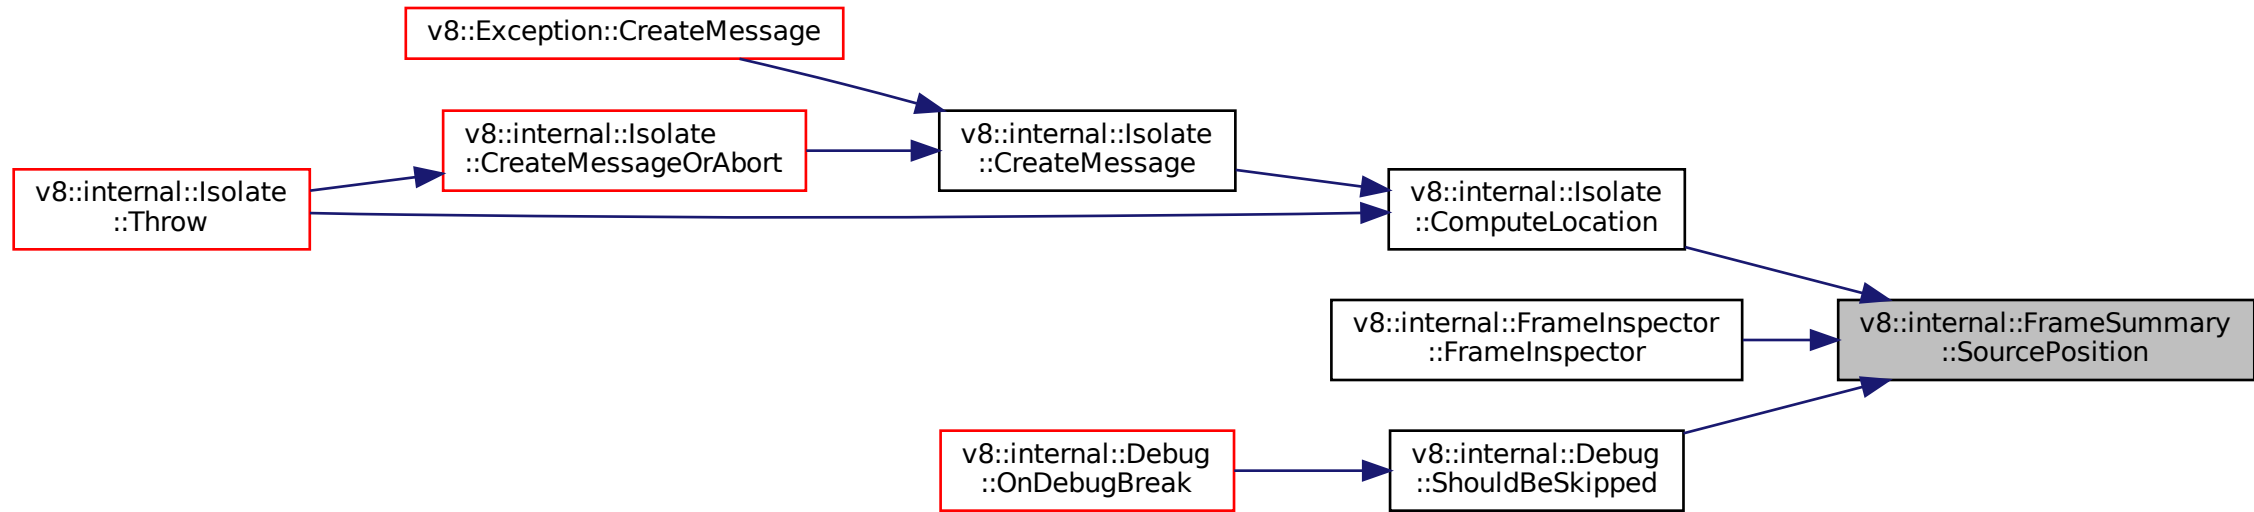 v8::Exception::CreateMessage
v8::internal::Isolate
::CreateMessageOrAbort
v8::internal::Isolate
::CreateMessage
v8::internal::Isolate
::Throw
v8::internal::Isolate
::ComputeLocation
v8::internal::FrameInspector
::FrameInspector
v8::internal::FrameSummary
::SourcePosition
v8::internal::Debug
::OnDebugBreak
v8::internal::Debug
::ShouldBeSkipped